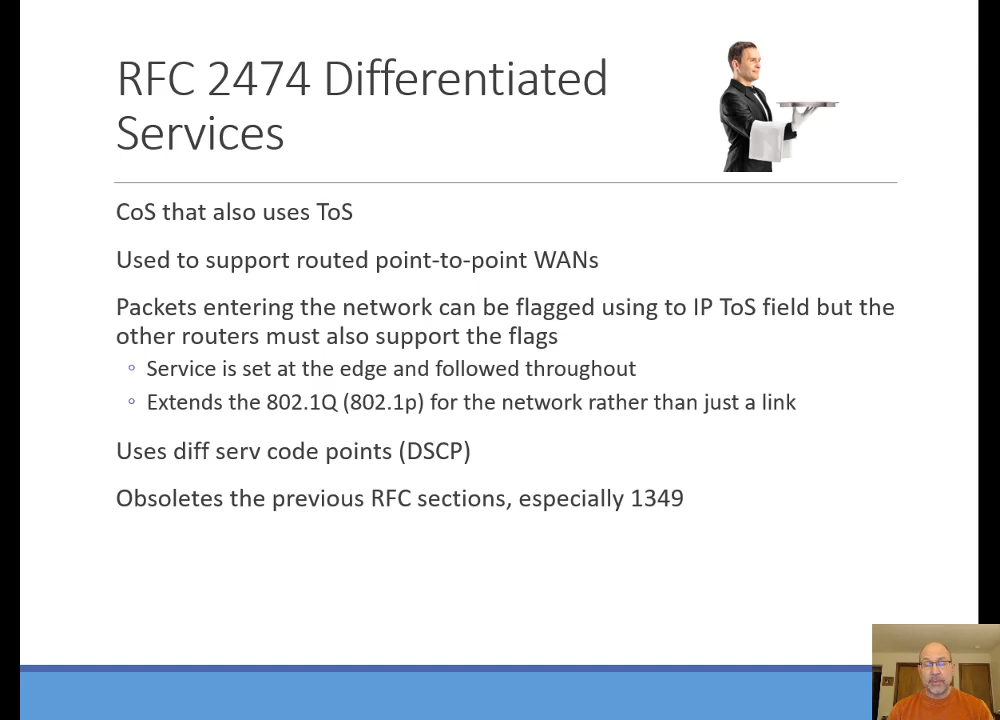 RFC 2474 Differentiated
Services
CoS that also uses ToS
Used to support routed point-to-point WANs
Packets entering the network can be flagged using to IP ToS field but the
other routers must also support the flags
◦ Service is set at the edge and followed throughout
◦ Extends the 802.1Q (802.1p) for the network rather than just a link
Uses diff serv code points (DSCP)
Obsoletes the previous RFC sections, especially 1349